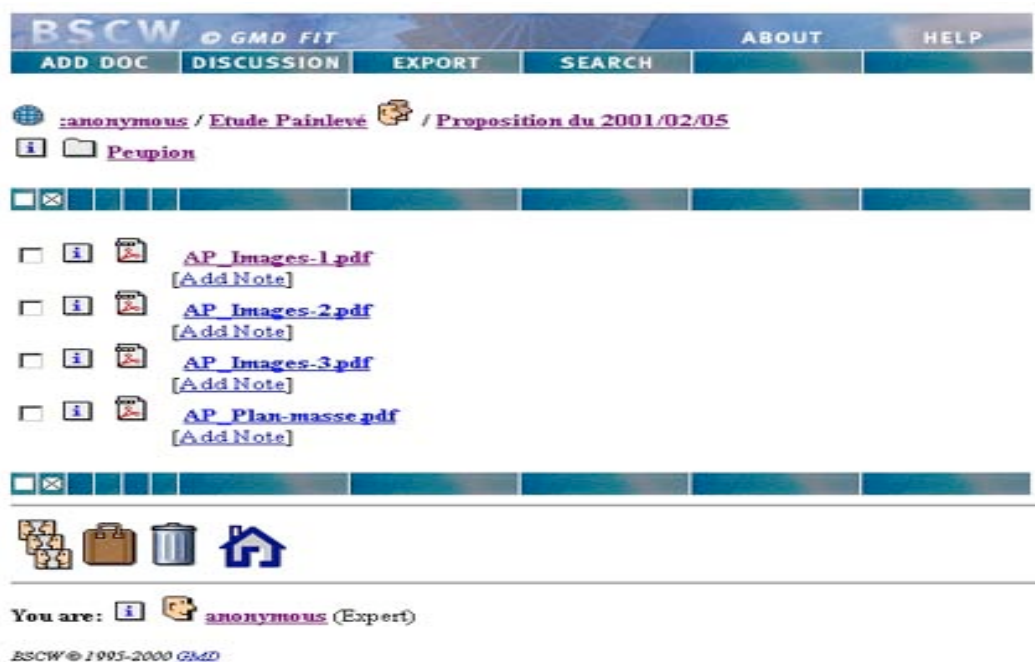 BSCW © GMD FIT ABOUT HELP
ADD DOC DISCUSSION EXPORT SEARCH
:anonymous / Etude Painlevé / Proposition du 2001/02/05
i Peupion
i AP_Images-1.pdf
[Add Note]
i AP_Images-2.pdf
[Add Note]
i AP_Images-3.pdf
[Add Note]
i AP_Plan-masse.pdf
[Add Note]
You are: i anonymous (Expert)
BSCW © 1995-2000 GMD